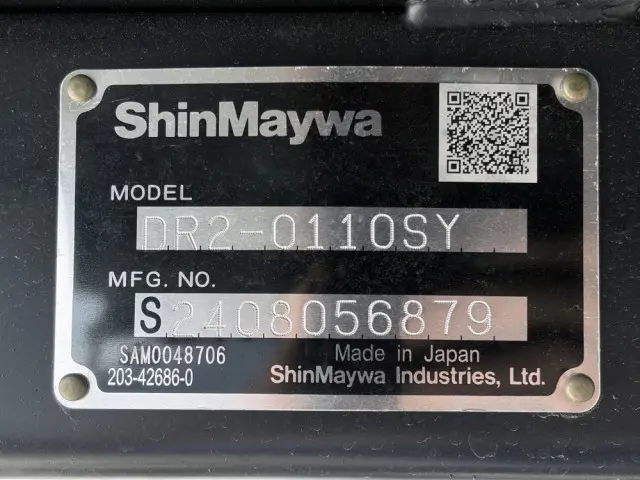 ShinMaywa
MODEL
DR2-0110SY
MFG. NO.
S2408056879
SAM0048706
203-42686-0
Made in Japan
ShinMaywa Industries, Ltd.